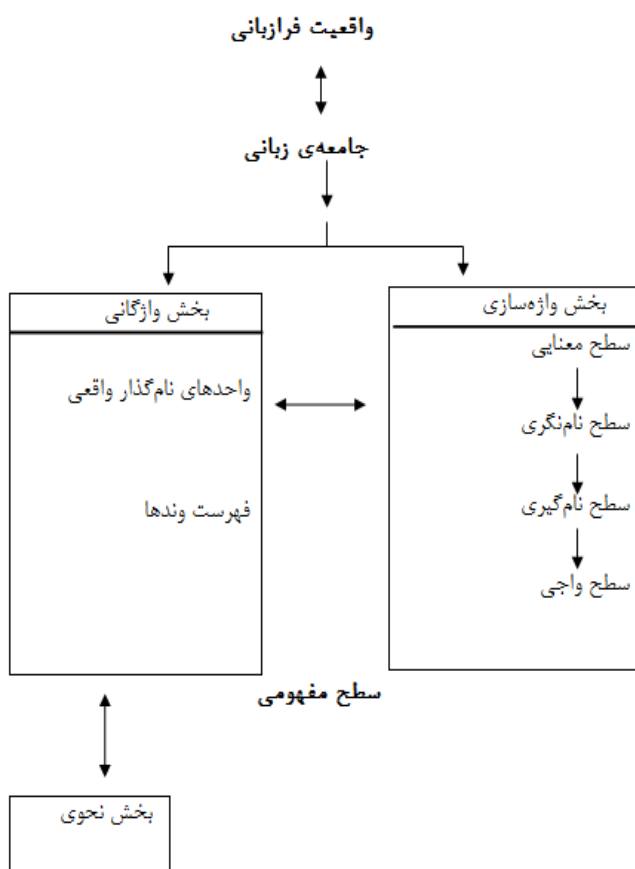 واقعیت فرازبانی
جامعه‌ی زبانی
بخش واژه‌سازی
سطح معنایی
سطح نام‌نگری
سطح نام‌گیری
سطح واجی
بخش واژگانی
واحدهای نام‌گذار واقعی
فهرست وندها
سطح مفهومی
بخش نحوی